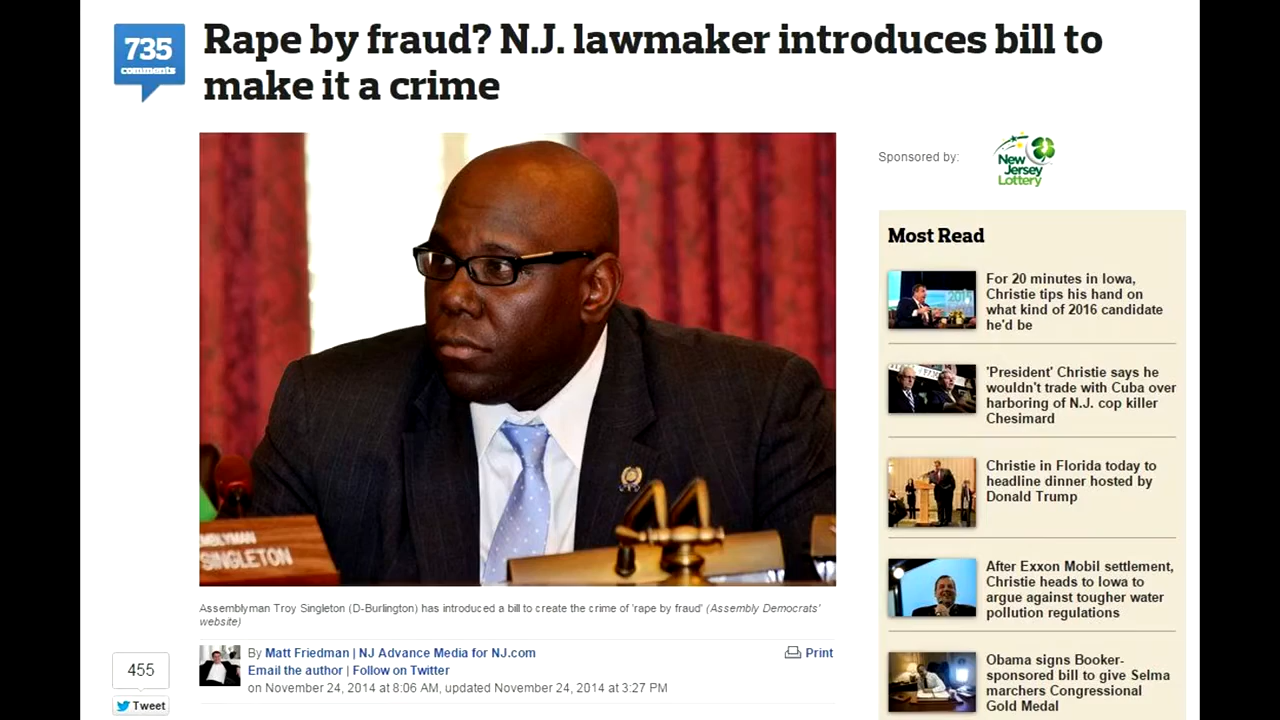 735
comments
Rape by fraud? N.J. lawmaker introduces bill to
make it a crime
Sponsored by:
New
Jersey
Lottery
MBLYMAN
SINGLETON
Assemblyman Troy Singleton (D-Burlington) has introduced a bill to create the crime of 'rape by fraud' (Assembly Democrats'
website)
455
Tweet
By Matt Friedman | NJ Advance Media for NJ.com
Email the author | Follow on Twitter
on November 24, 2014 at 8:06 AM, updated November 24, 2014 at 3:27 PM
Print
Most Read
For 20 minutes in Iowa,
Christie tips his hand on
what kind of 2016 candidate
he'd be
'President' Christie says he
wouldn't trade with Cuba over
harboring of N.J. cop killer
Chesimard
Christie in Florida today to
headline dinner hosted by
Donald Trump
After Exxon Mobil settlement,
Christie heads to Iowa to
argue against tougher water
pollution regulations
Obama signs Booker-
sponsored bill to give Selma
marchers Congressional
Gold Medal